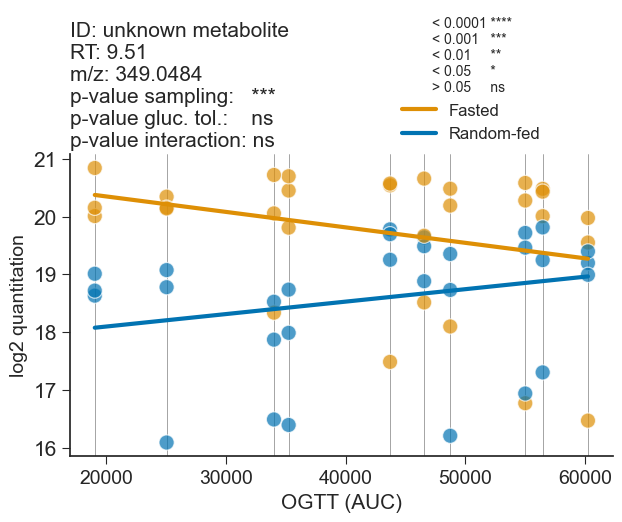 ID: unknown metabolite
RT: 9.51
m/z: 349.0484
p-value sampling: ***
p-value gluc. tol.: ns
p-value interaction: ns
< 0.0001 ****
< 0.001 ***
< 0.01 **
< 0.05 *
> 0.05 ns
Fasted
Random-fed
21
20
19
18
17
16
log2 quantitation
20000 30000 40000 50000 60000
OGTT (AUC)